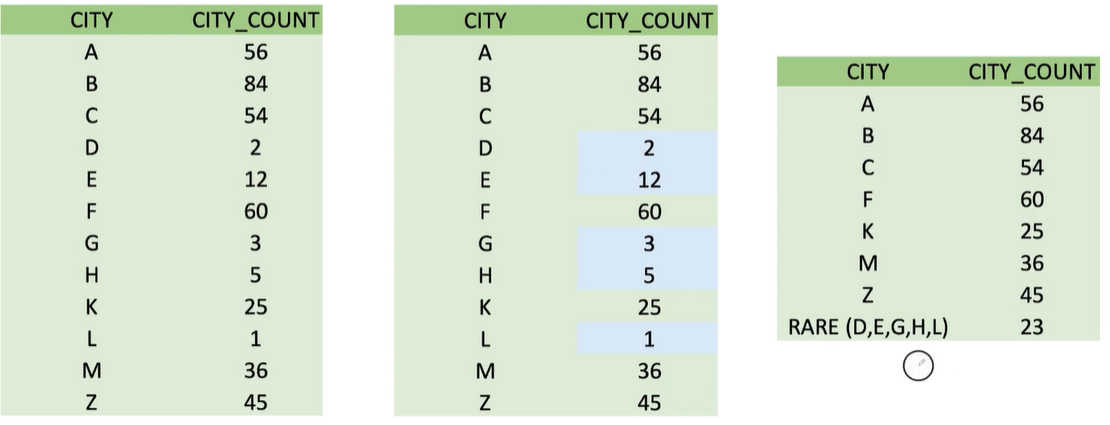 CITY CITY_COUNT
A 56
B 84
C 54
D 2
E 12
F 60
G 3
H 5
K 25
L 1
M 36
Z 45
CITY CITY_COUNT
A 56
B 84
C 54
D 2
E 12
F 60
G 3
H 5
K 25
L 1
M 36
Z 45
CITY CITY_COUNT
A 56
B 84
C 54
F 60
K 25
M 36
Z 45
RARE (D,E,G,H,L) 23